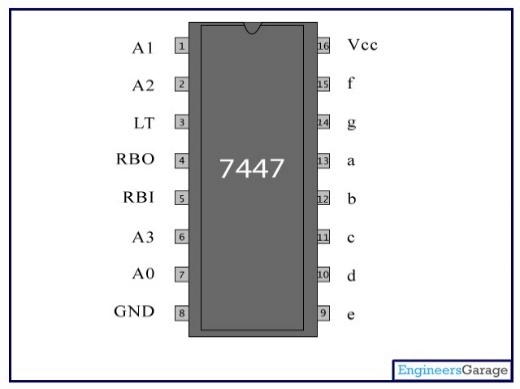 A1 1 16 Vcc
A2 2 15 f
LT 3 14 g
RBO 4 13 a
7447
RBI 5 12 b
A3 6 11 c
A0 7 10 d
GND 8 9 e
EngineersGarage